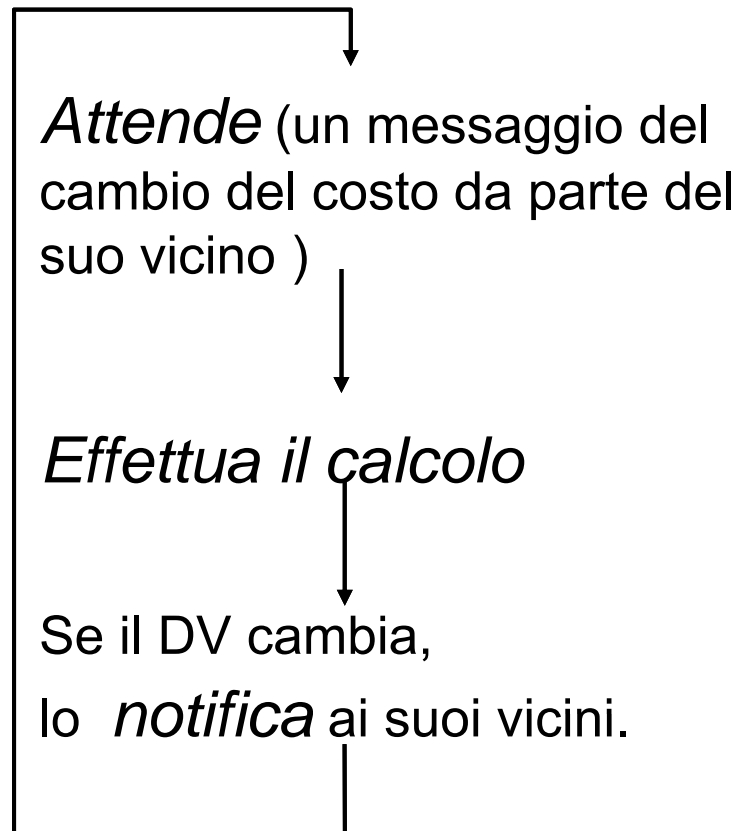 Attende (un messaggio del
cambio del costo da parte del
suo vicino )
Effettua il calcolo
Se il DV cambia,
lo notifica ai suoi vicini.